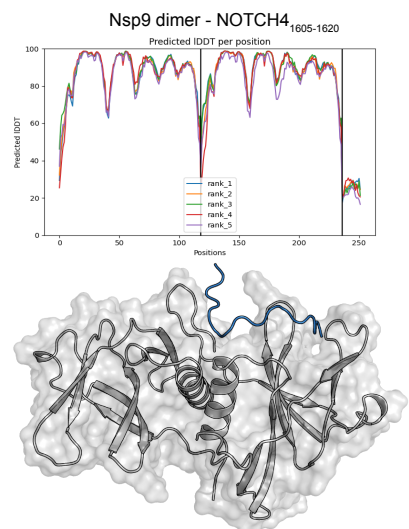 Nsp9 dimer - NOTCH4 1605-1620
Predicted lDDT per position
100
80
60
40
20
0
Predicted lDDT
rank_1
rank_2
rank_3
rank_4
rank_5
0 50 100 150 200 250
Positions